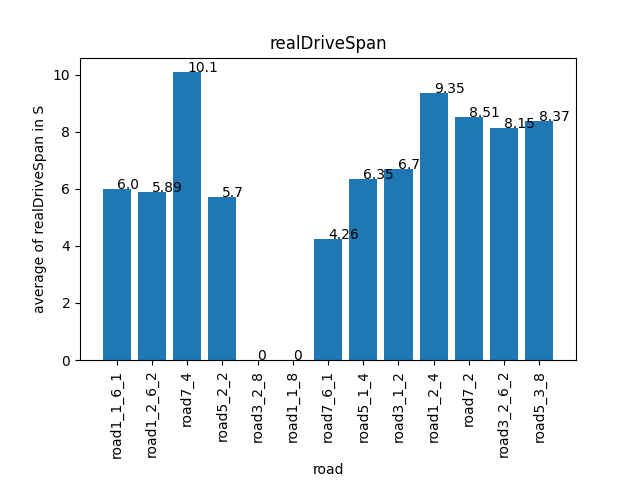 realDriveSpan
average of realDriveSpan in S
10
8
6
4
2
0
6.0
5.89
10.1
5.7
0
0
4.26
6.35
6.7
9.35
8.51
8.15
8.37
road1_1_6_1
road1_2_6_2
road7_4
road5_2_2
road3_2_8
road1_1_8
road7_6_1
road5_1_4
road3_1_2
road1_2_4
road7_2
road3_2_6_2
road5_3_8
road